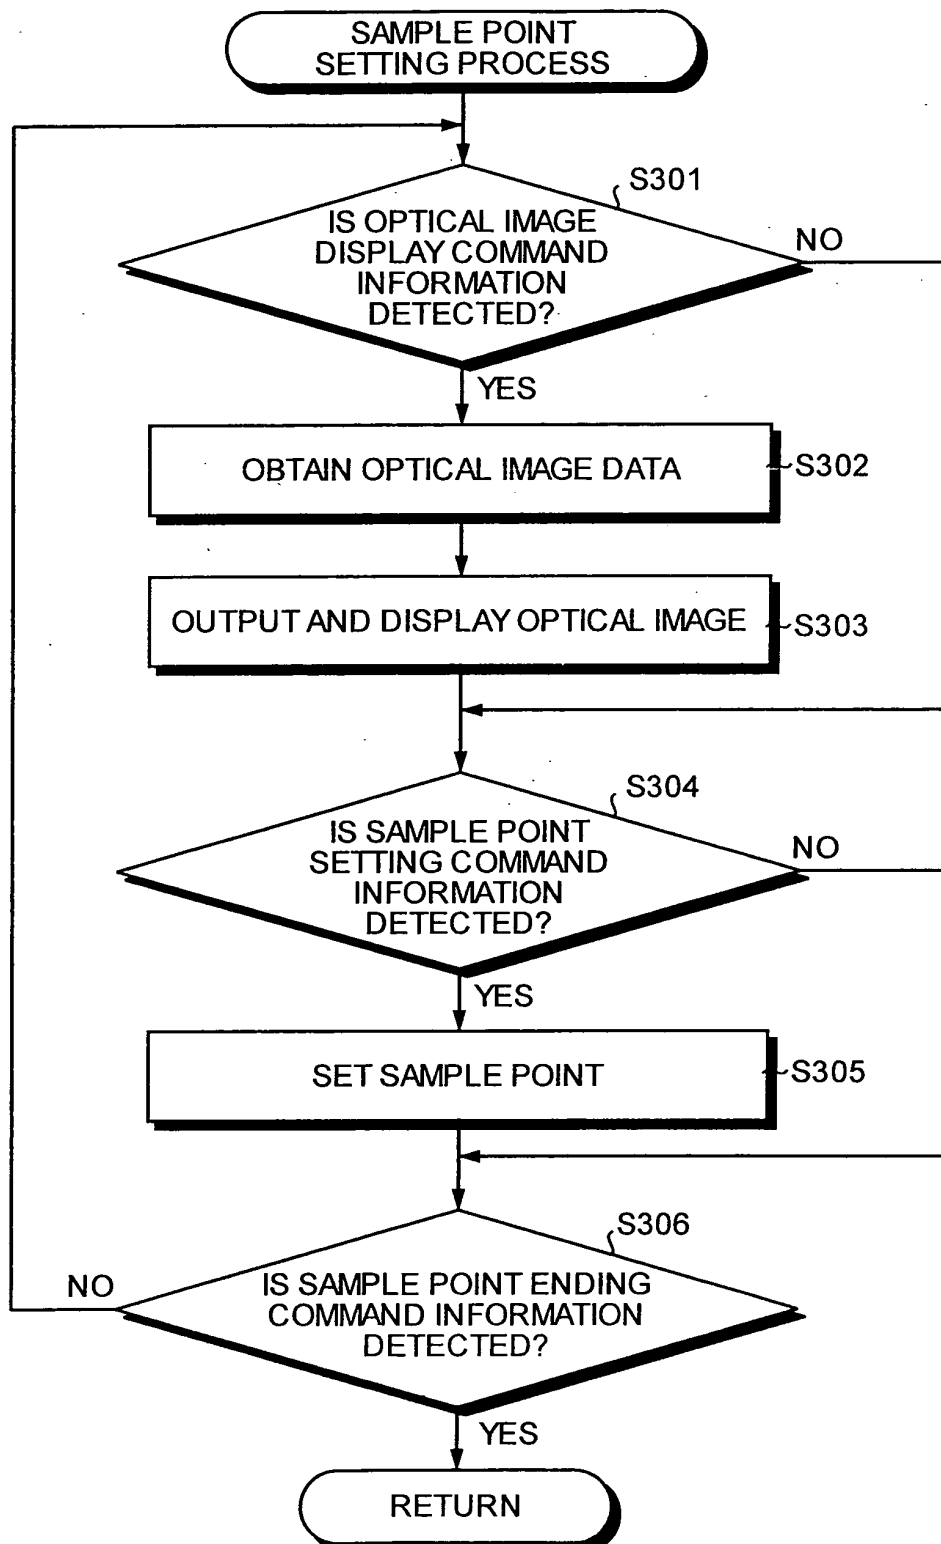 SAMPLE POINT
SETTING PROCESS
S301
IS OPTICAL IMAGE
DISPLAY COMMAND
INFORMATION
DETECTED?
NO
YES
OBTAIN OPTICAL IMAGE DATA
S302
OUTPUT AND DISPLAY OPTICAL IMAGE
S303
S304
IS SAMPLE POINT
SETTING COMMAND
INFORMATION
DETECTED?
NO
YES
SET SAMPLE POINT
S305
S306
NO
IS SAMPLE POINT ENDING
COMMAND INFORMATION
DETECTED?
YES
RETURN